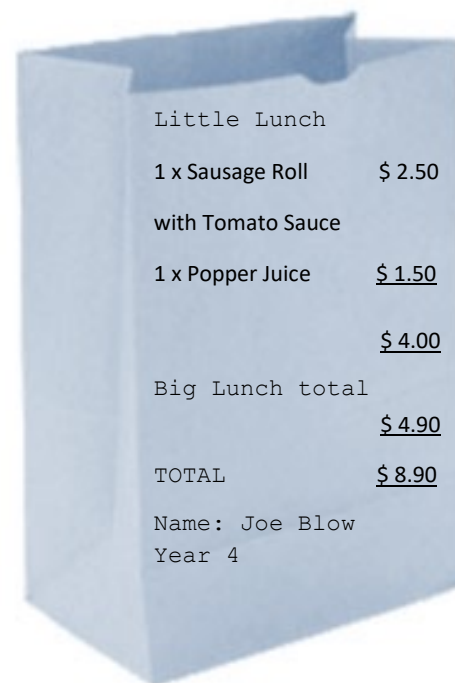 Little Lunch
1 x Sausage Roll $ 2.50
with Tomato Sauce
1 x Popper Juice $ 1.50
$ 4.00
Big Lunch total
$ 4.90
TOTAL $ 8.90
Name: Joe Blow
Year 4